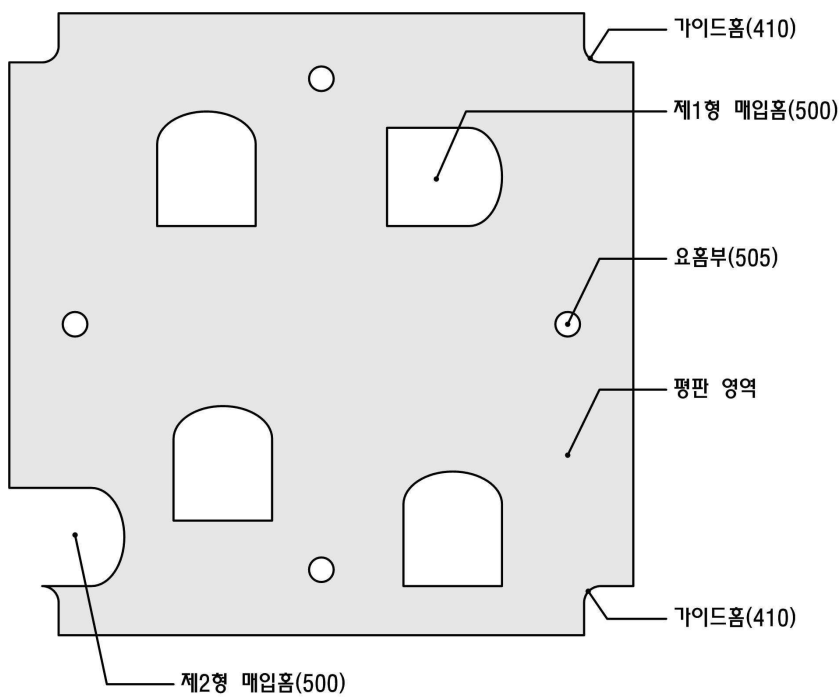 가이드홈(410)
제1형 매입홈(500)
요홈부(505)
평판 영역
가이드홈(410)
제2형 매입홈(500)